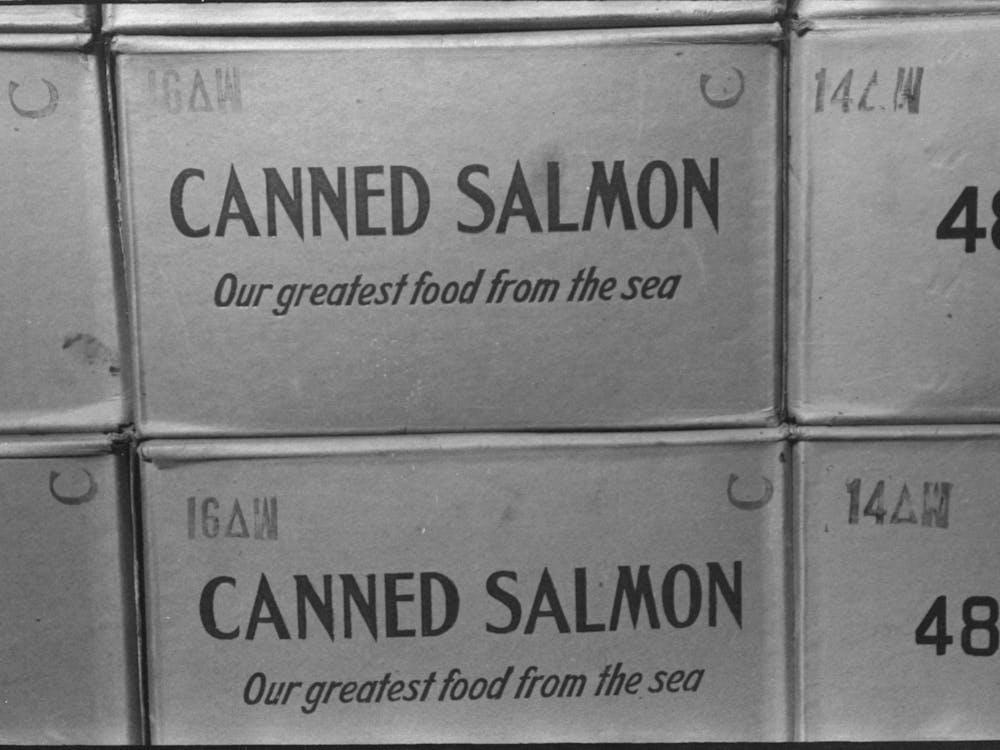 C
16ΔW C
CANNED SALMON
Our greatest food from the sea
14ΔW
48
C
16ΔW C
CANNED SALMON
Our greatest food from the sea
14ΔW
48